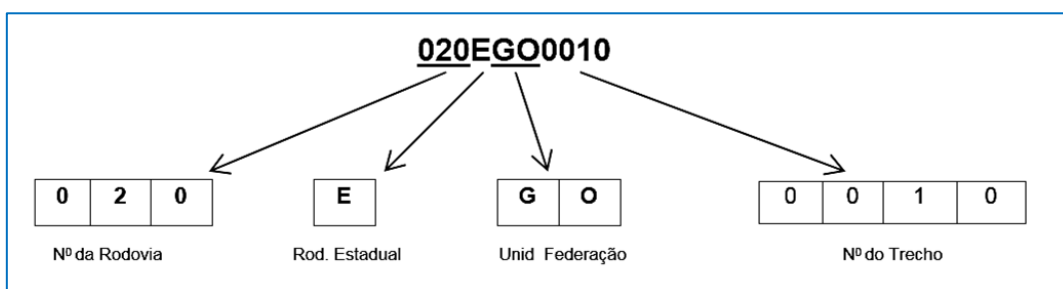 020EGO0010
0 2 0 E G O 0 0 1 0
Nº da Rodovia Rod. Estadual Unid Federação Nº do Trecho